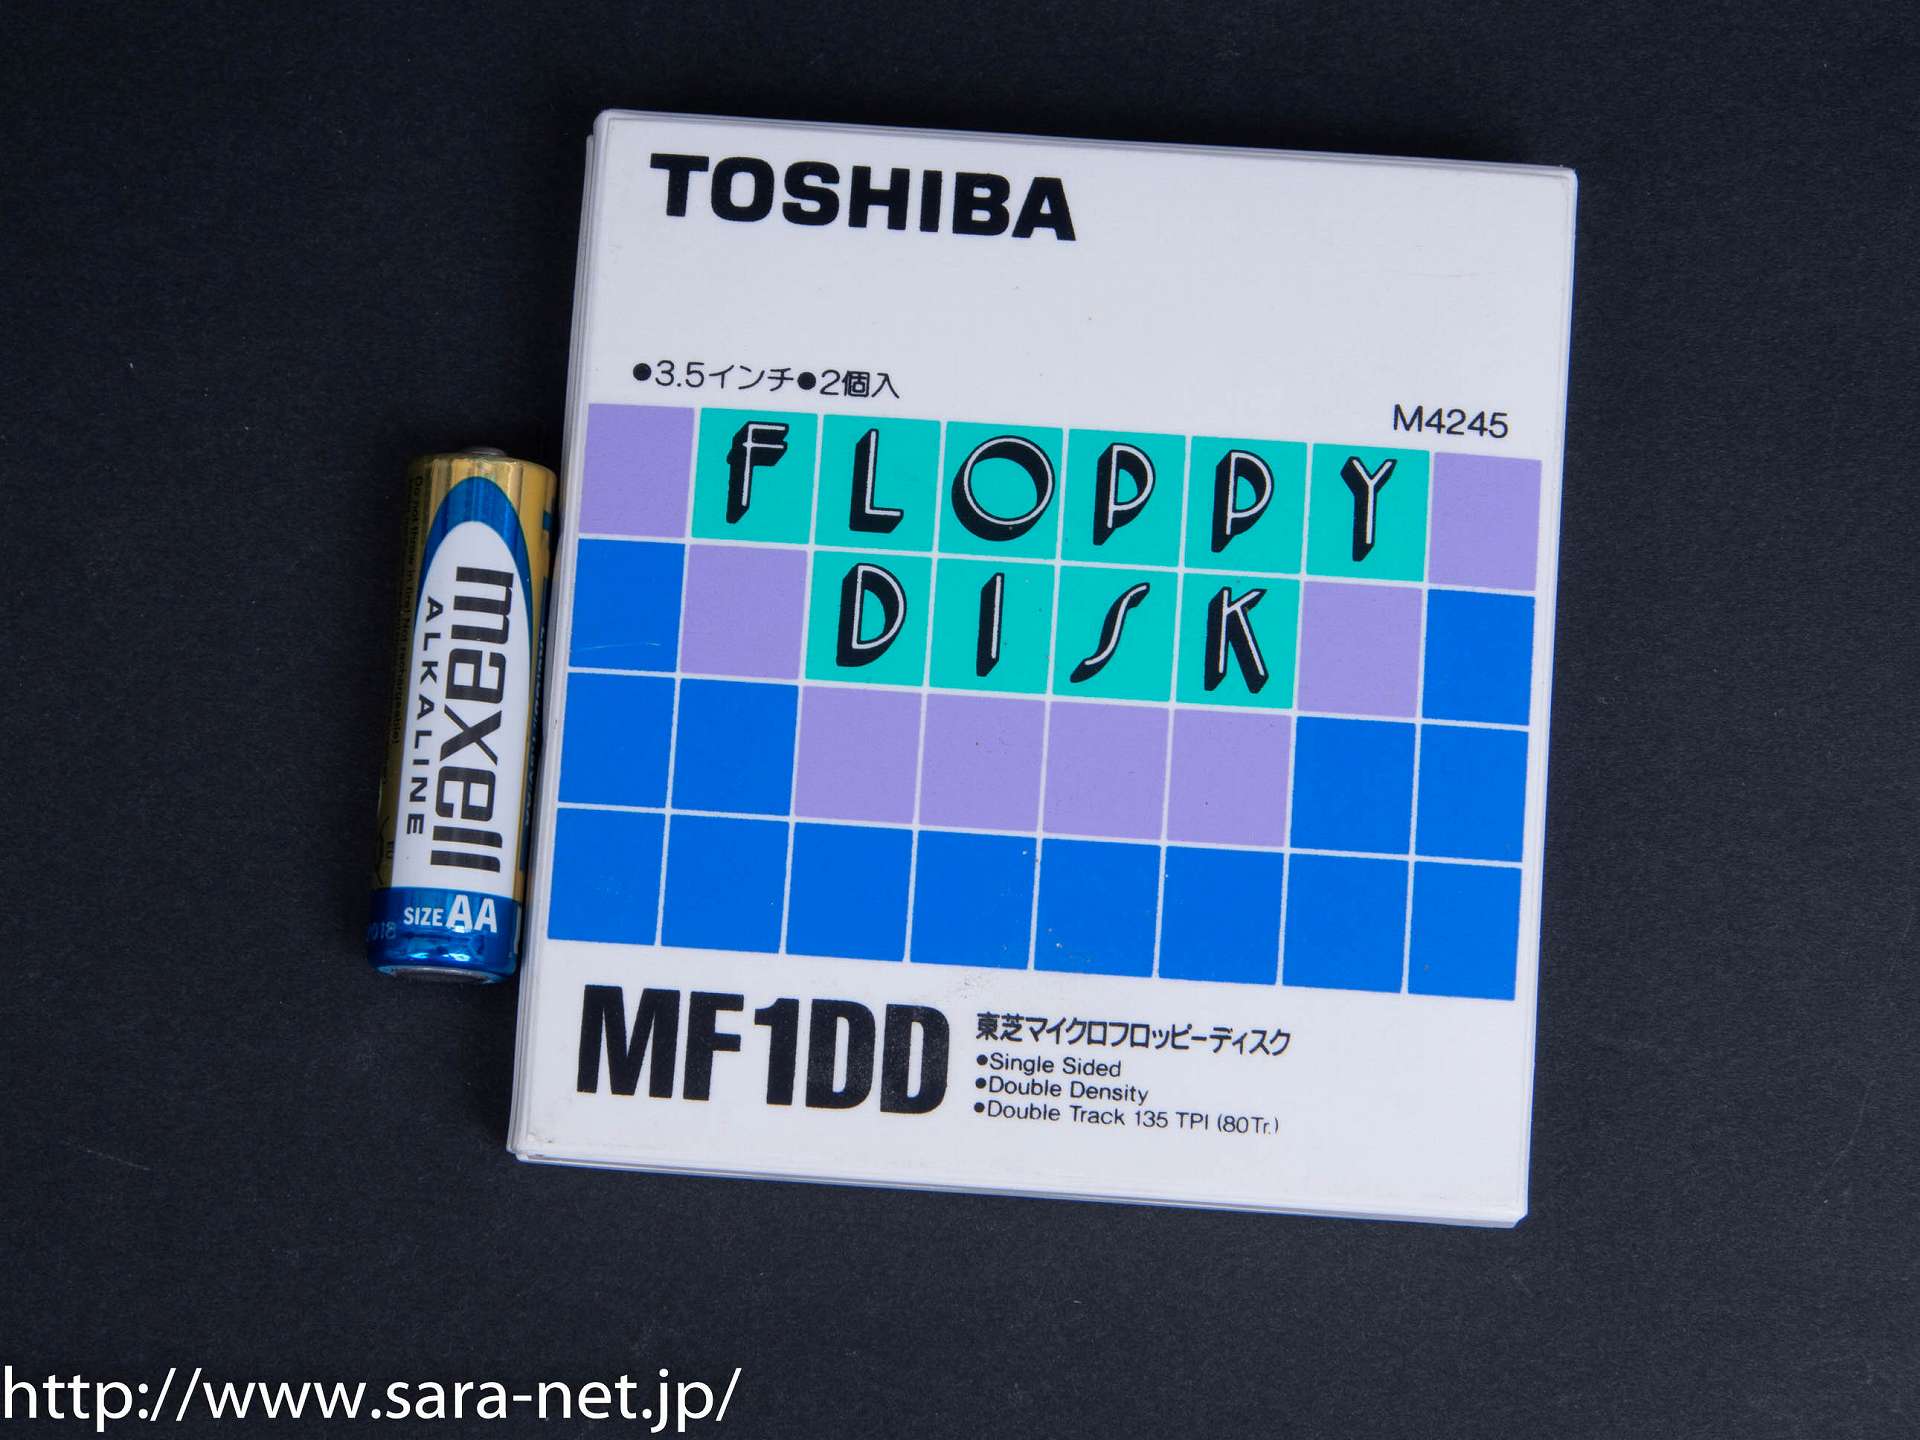 TOSHIBA
●3.5インチ●2個入
M4245
FLOPPY
DISK
MF1DD
東芝マイクロフロッピーディスク
●Single Sided
●Double Density
●Double Track 135 TPI (80Tr.)
maxell
ALKALINE
SIZE AA
http://www.sara-net.jp/